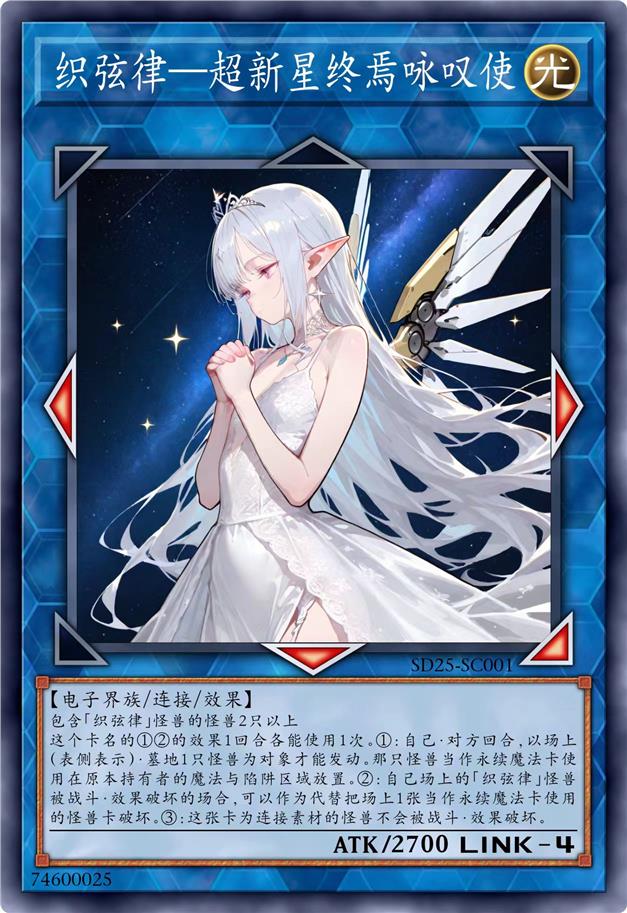 织弦律—超新星终焉咏叹使 光
SD25-SC001
【电子界族/连接/效果】
包含「织弦律」怪兽的怪兽2只以上
这个卡名的①②的效果1回合各能使用1次。①：自己·对方回合，以场上
(表侧表示)·墓地1只怪兽为对象才能发动。那只怪兽当作永续魔法卡使
用在原本持有者的魔法与陷阱区域放置。②：自己场上的「织弦律」怪兽
被战斗·效果破坏的场合，可以作为代替把场上1张当作永续魔法卡使用
的怪兽卡破坏。③：这张卡为连接素材的怪兽不会被战斗·效果破坏。
ATK/2700 LINK-4
74600025